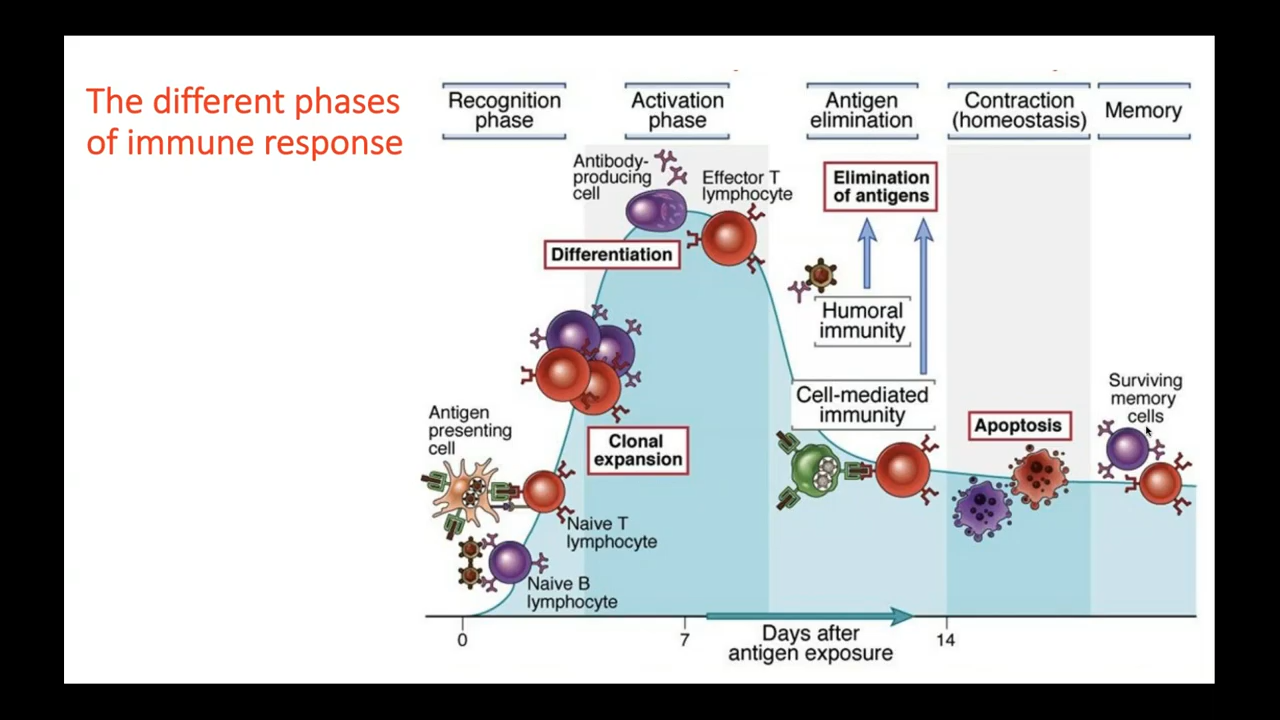 The different phases
of immune response
Recognition
phase
Activation
phase
Antigen
elimination
Contraction
(homeostasis)
Memory
Antibody-
producing
cell
Effector T
lymphocyte
Elimination
of antigens
Differentiation
Humoral
immunity
Cell-mediated
immunity
Surviving
memory
cells
Antigen
presenting
cell
Clonal
expansion
Apoptosis
Naive T
lymphocyte
Naive B
lymphocyte
0
7
Days after
antigen exposure
14